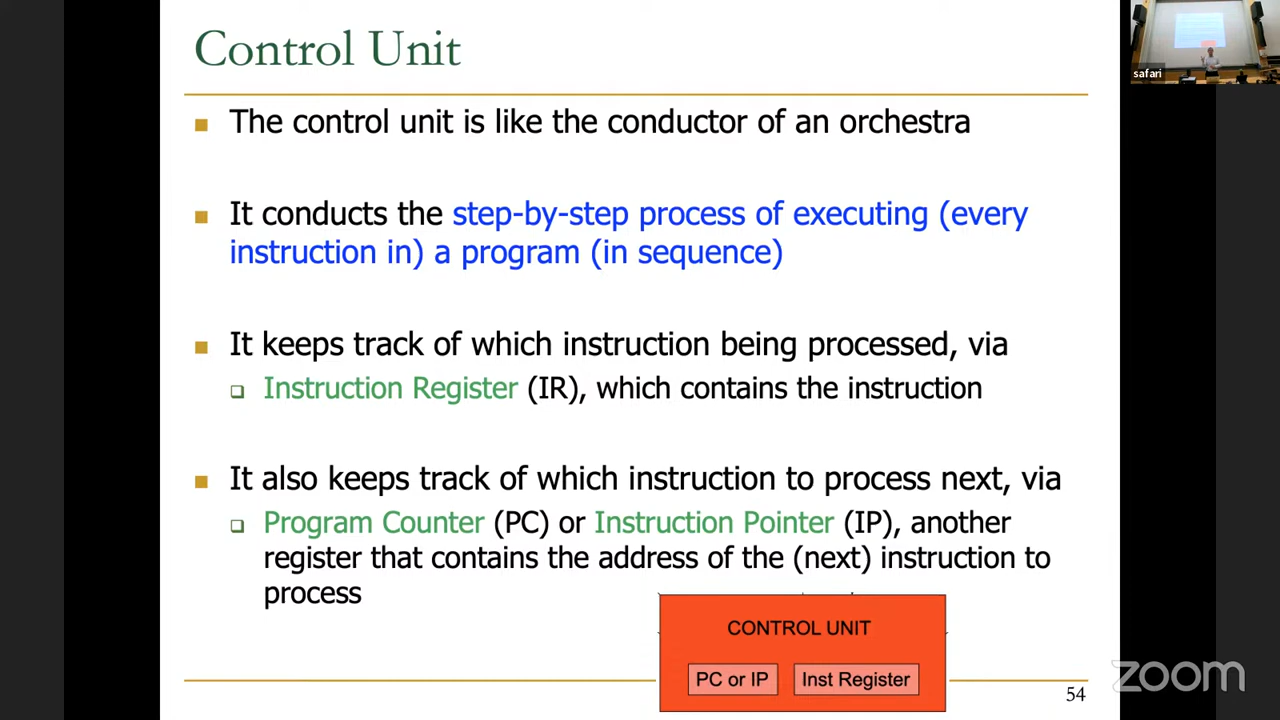 Control Unit
The control unit is like the conductor of an orchestra
It conducts the step-by-step process of executing (every
instruction in) a program (in sequence)
It keeps track of which instruction being processed, via
Instruction Register (IR), which contains the instruction
It also keeps track of which instruction to process next, via
Program Counter (PC) or Instruction Pointer (IP), another
register that contains the address of the (next) instruction to
process
CONTROL UNIT
PC or IP Inst Register
54
safari
zoom